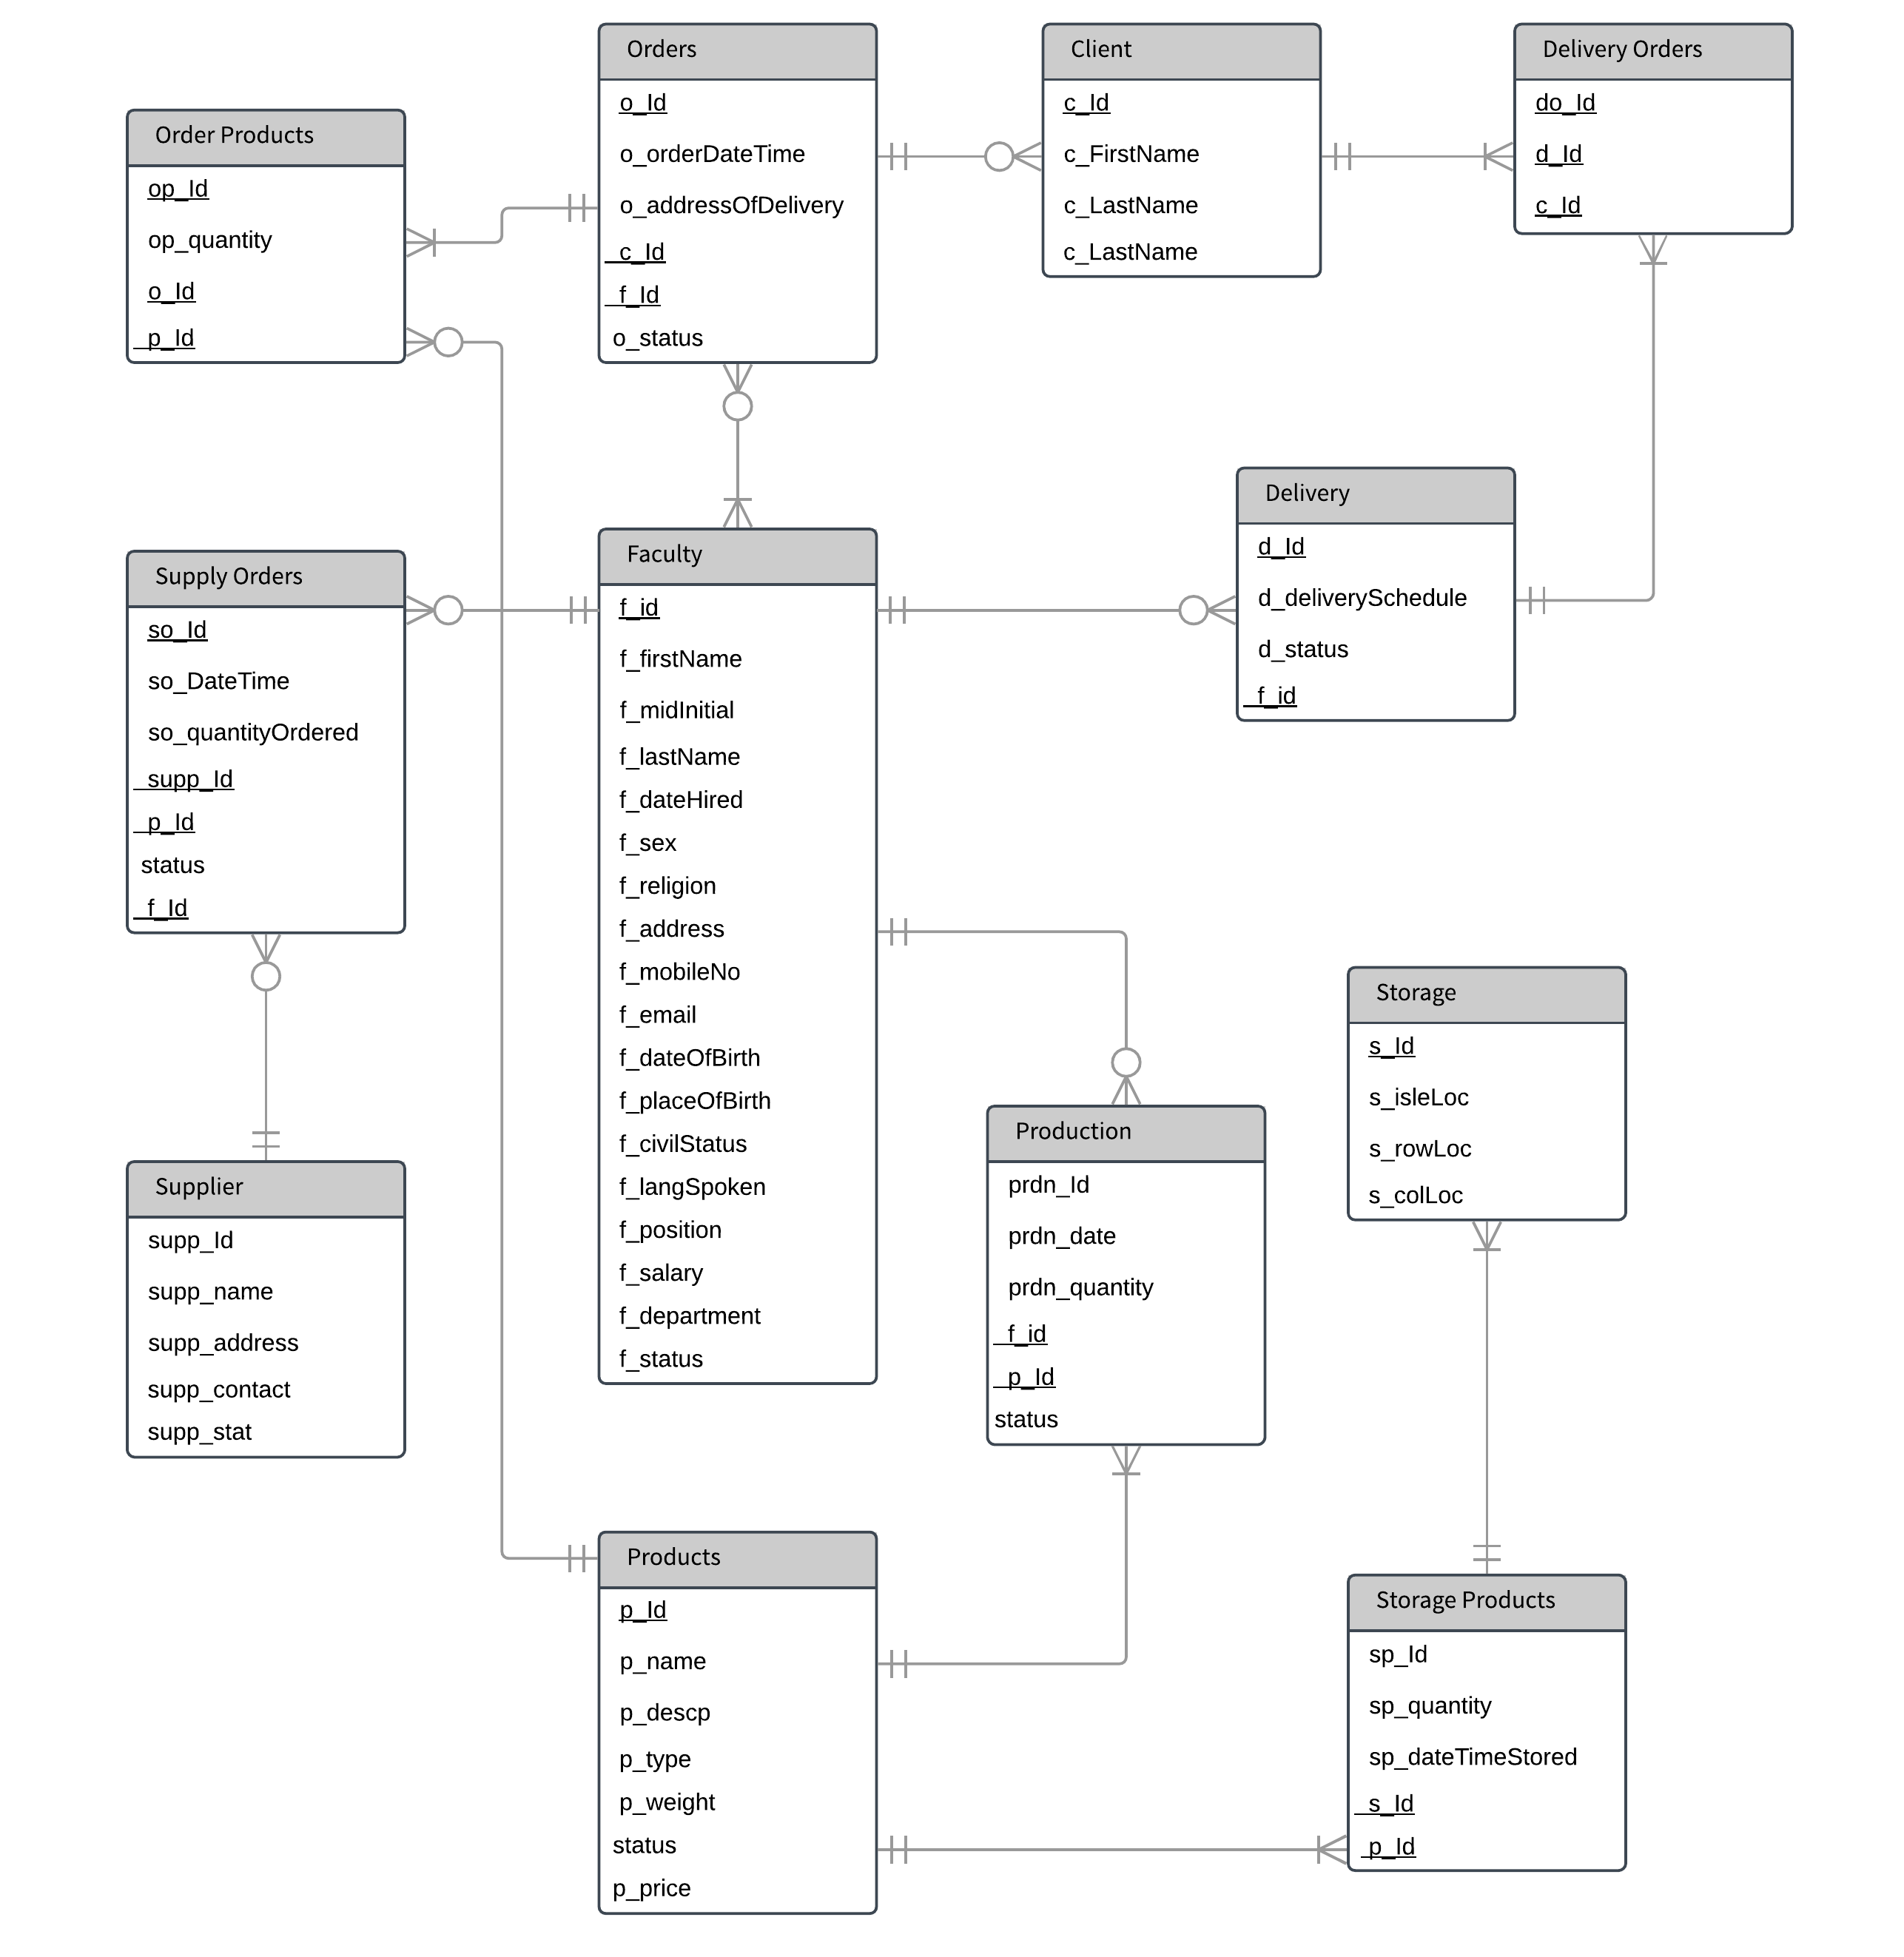 Orders
o_Id
o_orderDateTime
o_addressOfDelivery
c_Id
f_Id
o_status
Client
c_Id
c_FirstName
c_LastName
c_LastName
Delivery Orders
do_Id
d_Id
c_Id
Order Products
op_Id
op_quantity
o_Id
p_Id
Delivery
d_Id
d_deliverySchedule
d_status
f_id
Faculty
f_id
f_firstName
f_midInitial
f_lastName
f_dateHired
f_sex
f_religion
f_address
f_mobileNo
f_email
f_dateOfBirth
f_placeOfBirth
f_civilStatus
f_langSpoken
f_position
f_salary
f_department
f_status
Supply Orders
so_Id
so_DateTime
so_quantityOrdered
supp_Id
p_Id
status
f_Id
Storage
s_Id
s_isleLoc
s_rowLoc
s_colLoc
Production
prdn_Id
prdn_date
prdn_quantity
f_id
p_Id
status
Supplier
supp_Id
supp_name
supp_address
supp_contact
supp_stat
Products
p_Id
p_name
p_descp
p_type
p_weight
status
p_price
Storage Products
sp_Id
sp_quantity
sp_dateTimeStored
s_Id
p_Id